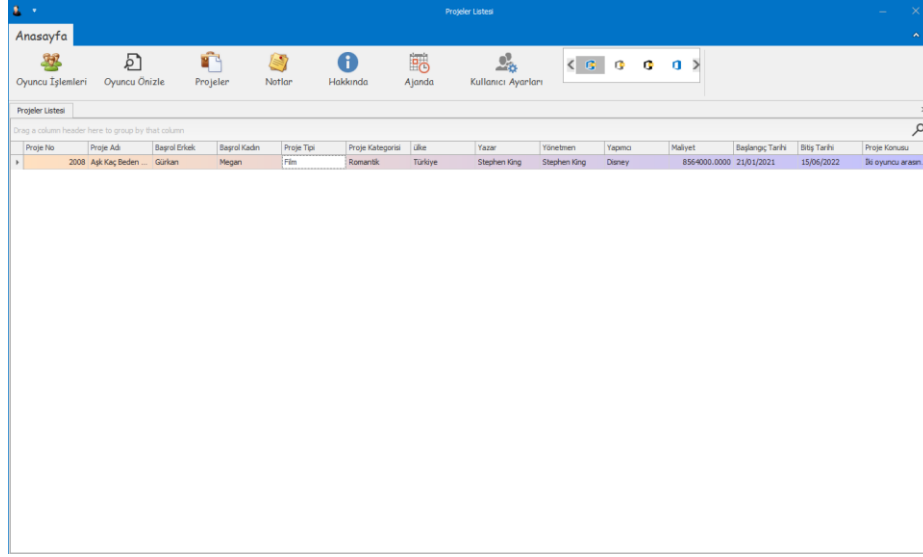 Projeler Listesi
Anasayfa
Oyuncu İşlemleri Oyuncu Önizle Projeler Notlar Hakkında Ajanda Kullanıcı Ayarları
Projeler Listesi
Drag a column header here to group by that column
Proje No Proje Adı Başrol Erkek Başrol Kadın Proje Tipi Proje Kategorisi ülke Yazar Yönetmen Yapımcı Maliyet Başlangıç Tarihi Bitiş Tarihi Proje Konusu
2008 Aşk Kaç Beden ... Gürkan Megan Film Romantik Türkiye Stephen King Stephen King Disney 8564000.0000 21/01/2021 15/06/2022 İki oyuncu arasın